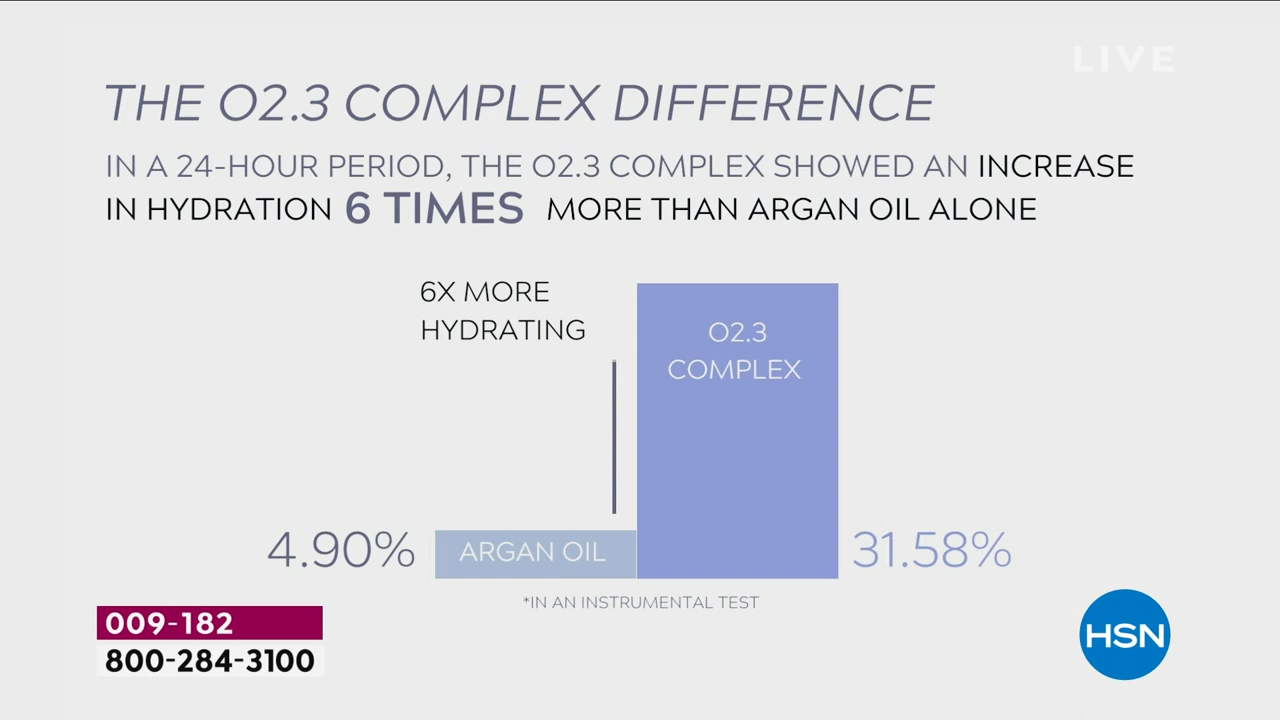 LIVE
THE O2.3 COMPLEX DIFFERENCE
IN A 24-HOUR PERIOD, THE O2.3 COMPLEX SHOWED AN INCREASE
IN HYDRATION 6 TIMES MORE THAN ARGAN OIL ALONE
6X MORE
HYDRATING
O2.3
COMPLEX
4.90%
ARGAN OIL
31.58%
*IN AN INSTRUMENTAL TEST
009-182
800-284-3100
HSN